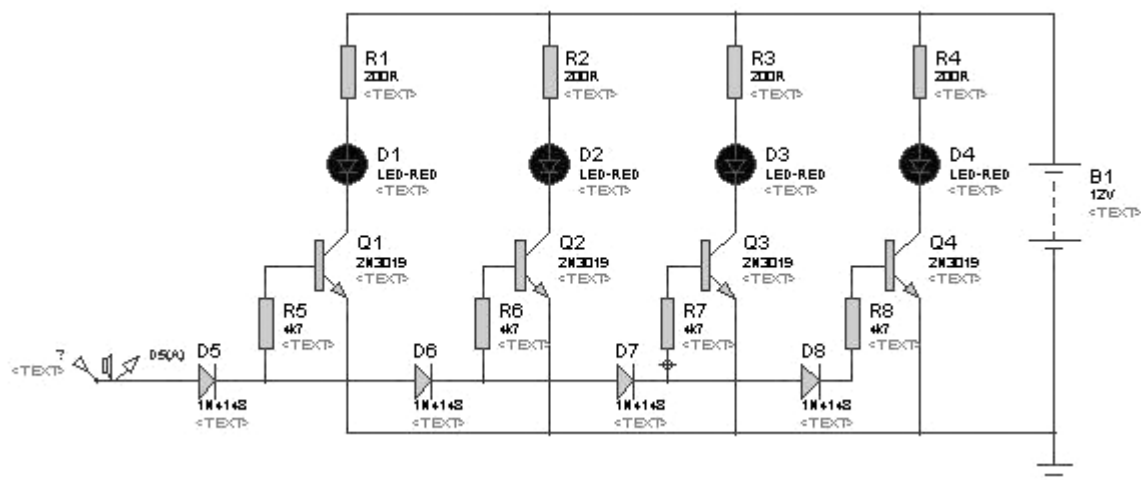 R1
200R
<TEXT>
R2
200R
<TEXT>
R3
200R
<TEXT>
R4
200R
<TEXT>
D1
LED-RED
<TEXT>
D2
LED-RED
<TEXT>
D3
LED-RED
<TEXT>
D4
LED-RED
<TEXT>
B1
12V
<TEXT>
Q1
2N3019
<TEXT>
Q2
2N3019
<TEXT>
Q3
2N3019
<TEXT>
Q4
2N3019
<TEXT>
R5
4k7
<TEXT>
R6
4k7
<TEXT>
R7
4k7
<TEXT>
R8
4k7
<TEXT>
?
<TEXT>
D5(A)
D5
1N4148
<TEXT>
D6
1N4148
<TEXT>
D7
1N4148
<TEXT>
D8
1N4148
<TEXT>